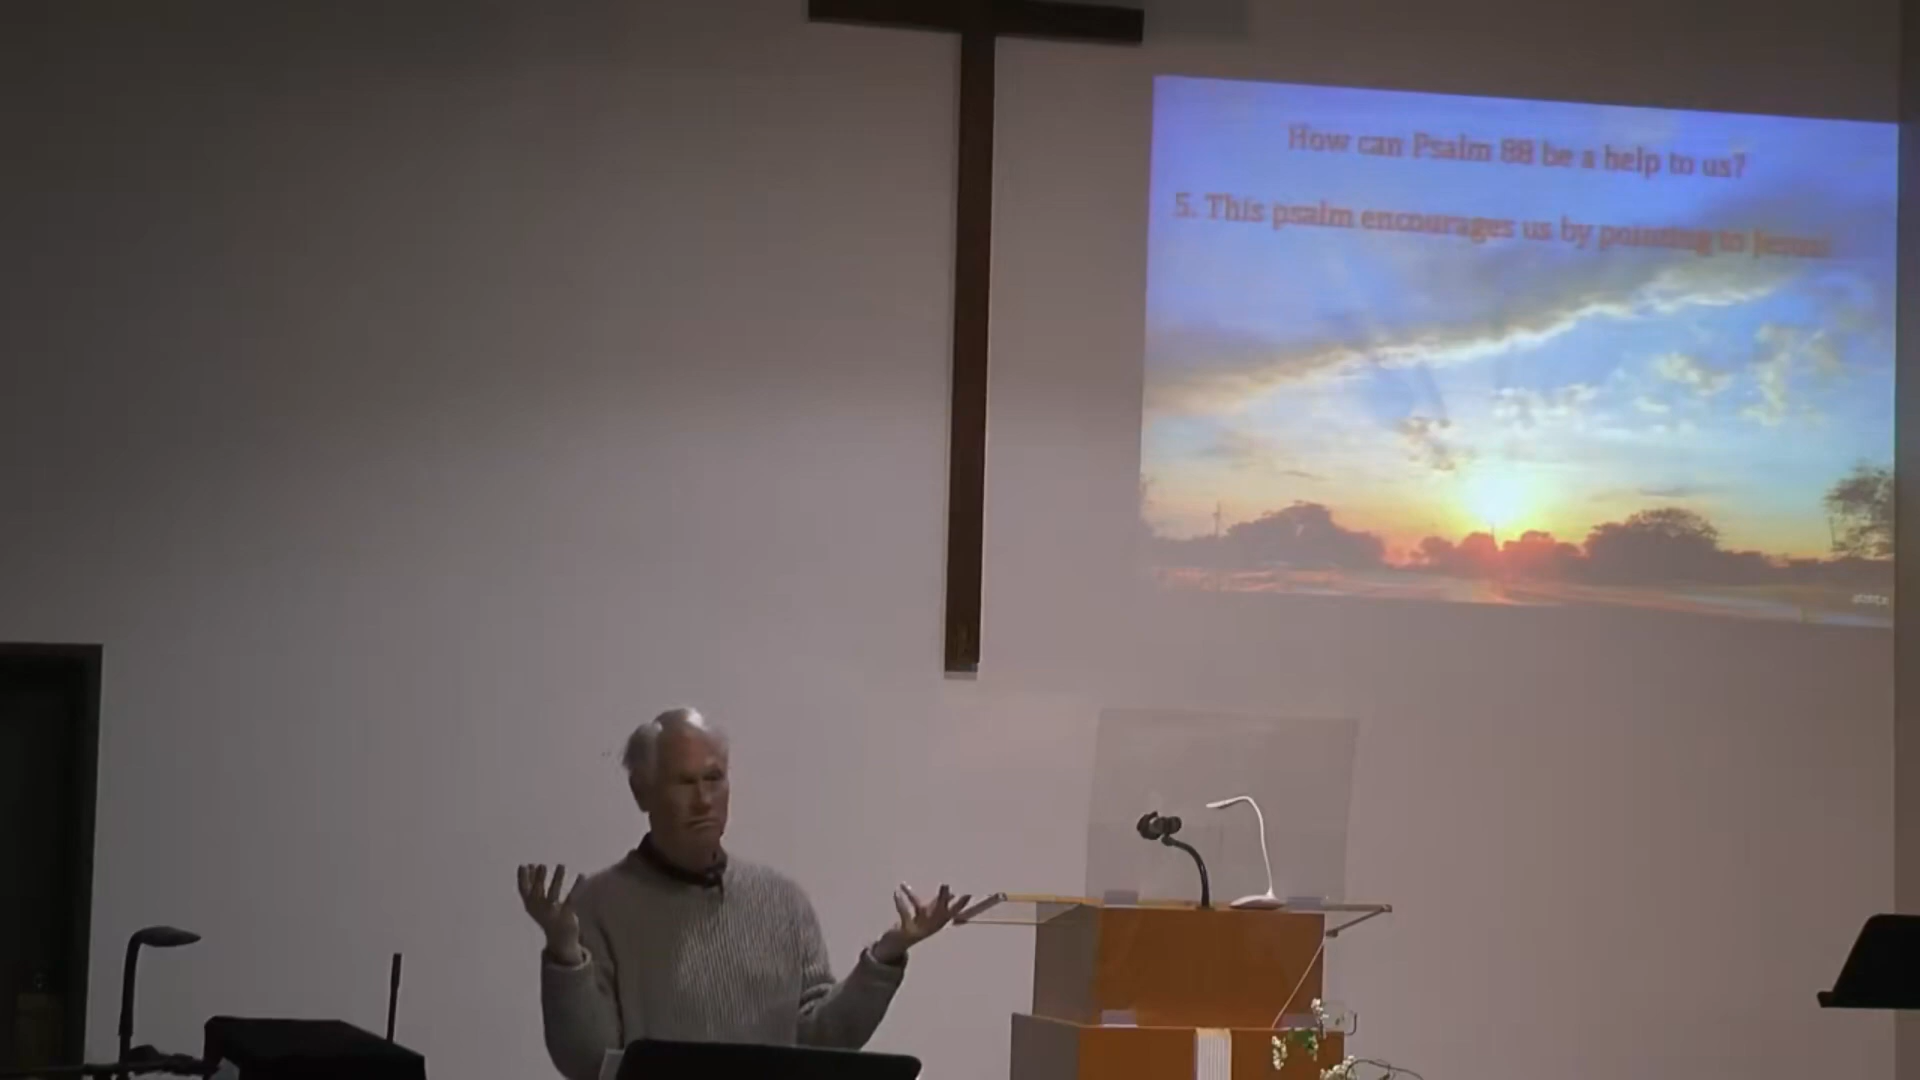 How can Psalm 88 be a help to us?
5. This psalm encourages us by pointing to Jesus!